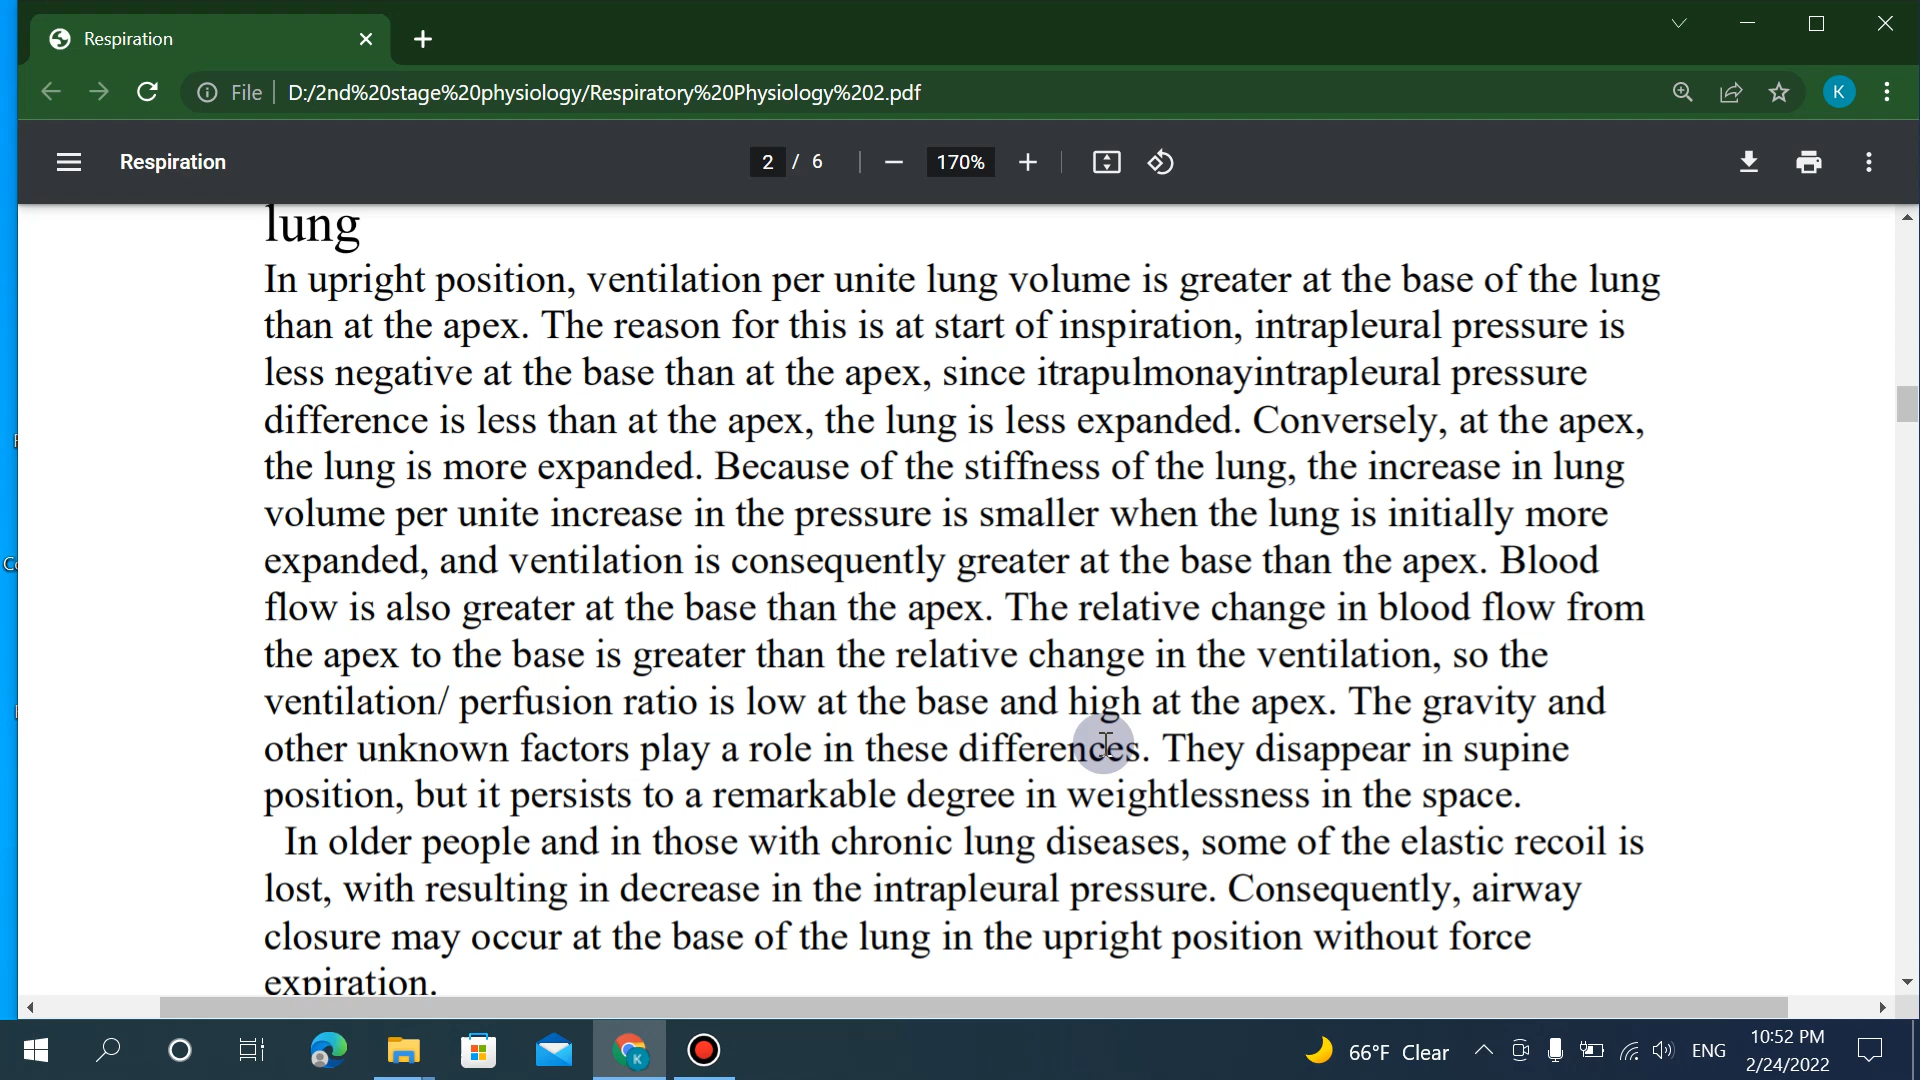 Respiration
File D:/2nd%20stage%20physiology/Respiratory%20Physiology%202.pdf K
Respiration 2 / 6 170%
lung
In upright position, ventilation per unite lung volume is greater at the base of the lung
than at the apex. The reason for this is at start of inspiration, intrapleural pressure is
less negative at the base than at the apex, since itrapulmonayintrapleural pressure
difference is less than at the apex, the lung is less expanded. Conversely, at the apex,
the lung is more expanded. Because of the stiffness of the lung, the increase in lung
volume per unite increase in the pressure is smaller when the lung is initially more
expanded, and ventilation is consequently greater at the base than the apex. Blood
flow is also greater at the base than the apex. The relative change in blood flow from
the apex to the base is greater than the relative change in the ventilation, so the
ventilation/ perfusion ratio is low at the base and high at the apex. The gravity and
other unknown factors play a role in these differences. They disappear in supine
position, but it persists to a remarkable degree in weightlessness in the space.
In older people and in those with chronic lung diseases, some of the elastic recoil is
lost, with resulting in decrease in the intrapleural pressure. Consequently, airway
closure may occur at the base of the lung in the upright position without force
expiration.
K 66°F Clear ENG 10:52 PM
2/24/2022